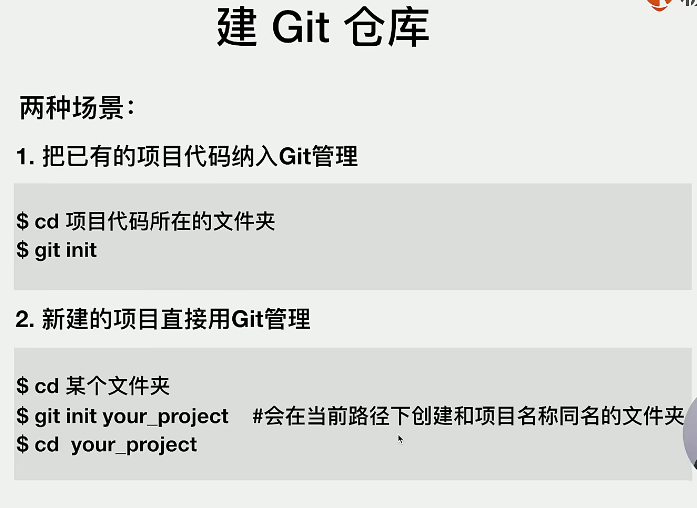 建 Git 仓库
两种场景：
1. 把已有的项目代码纳入Git管理
$ cd 项目代码所在的文件夹
$ git init
2. 新建的项目直接用Git管理
$ cd 某个文件夹
$ git init your_project #会在当前路径下创建和项目名称同名的文件夹
$ cd your_project